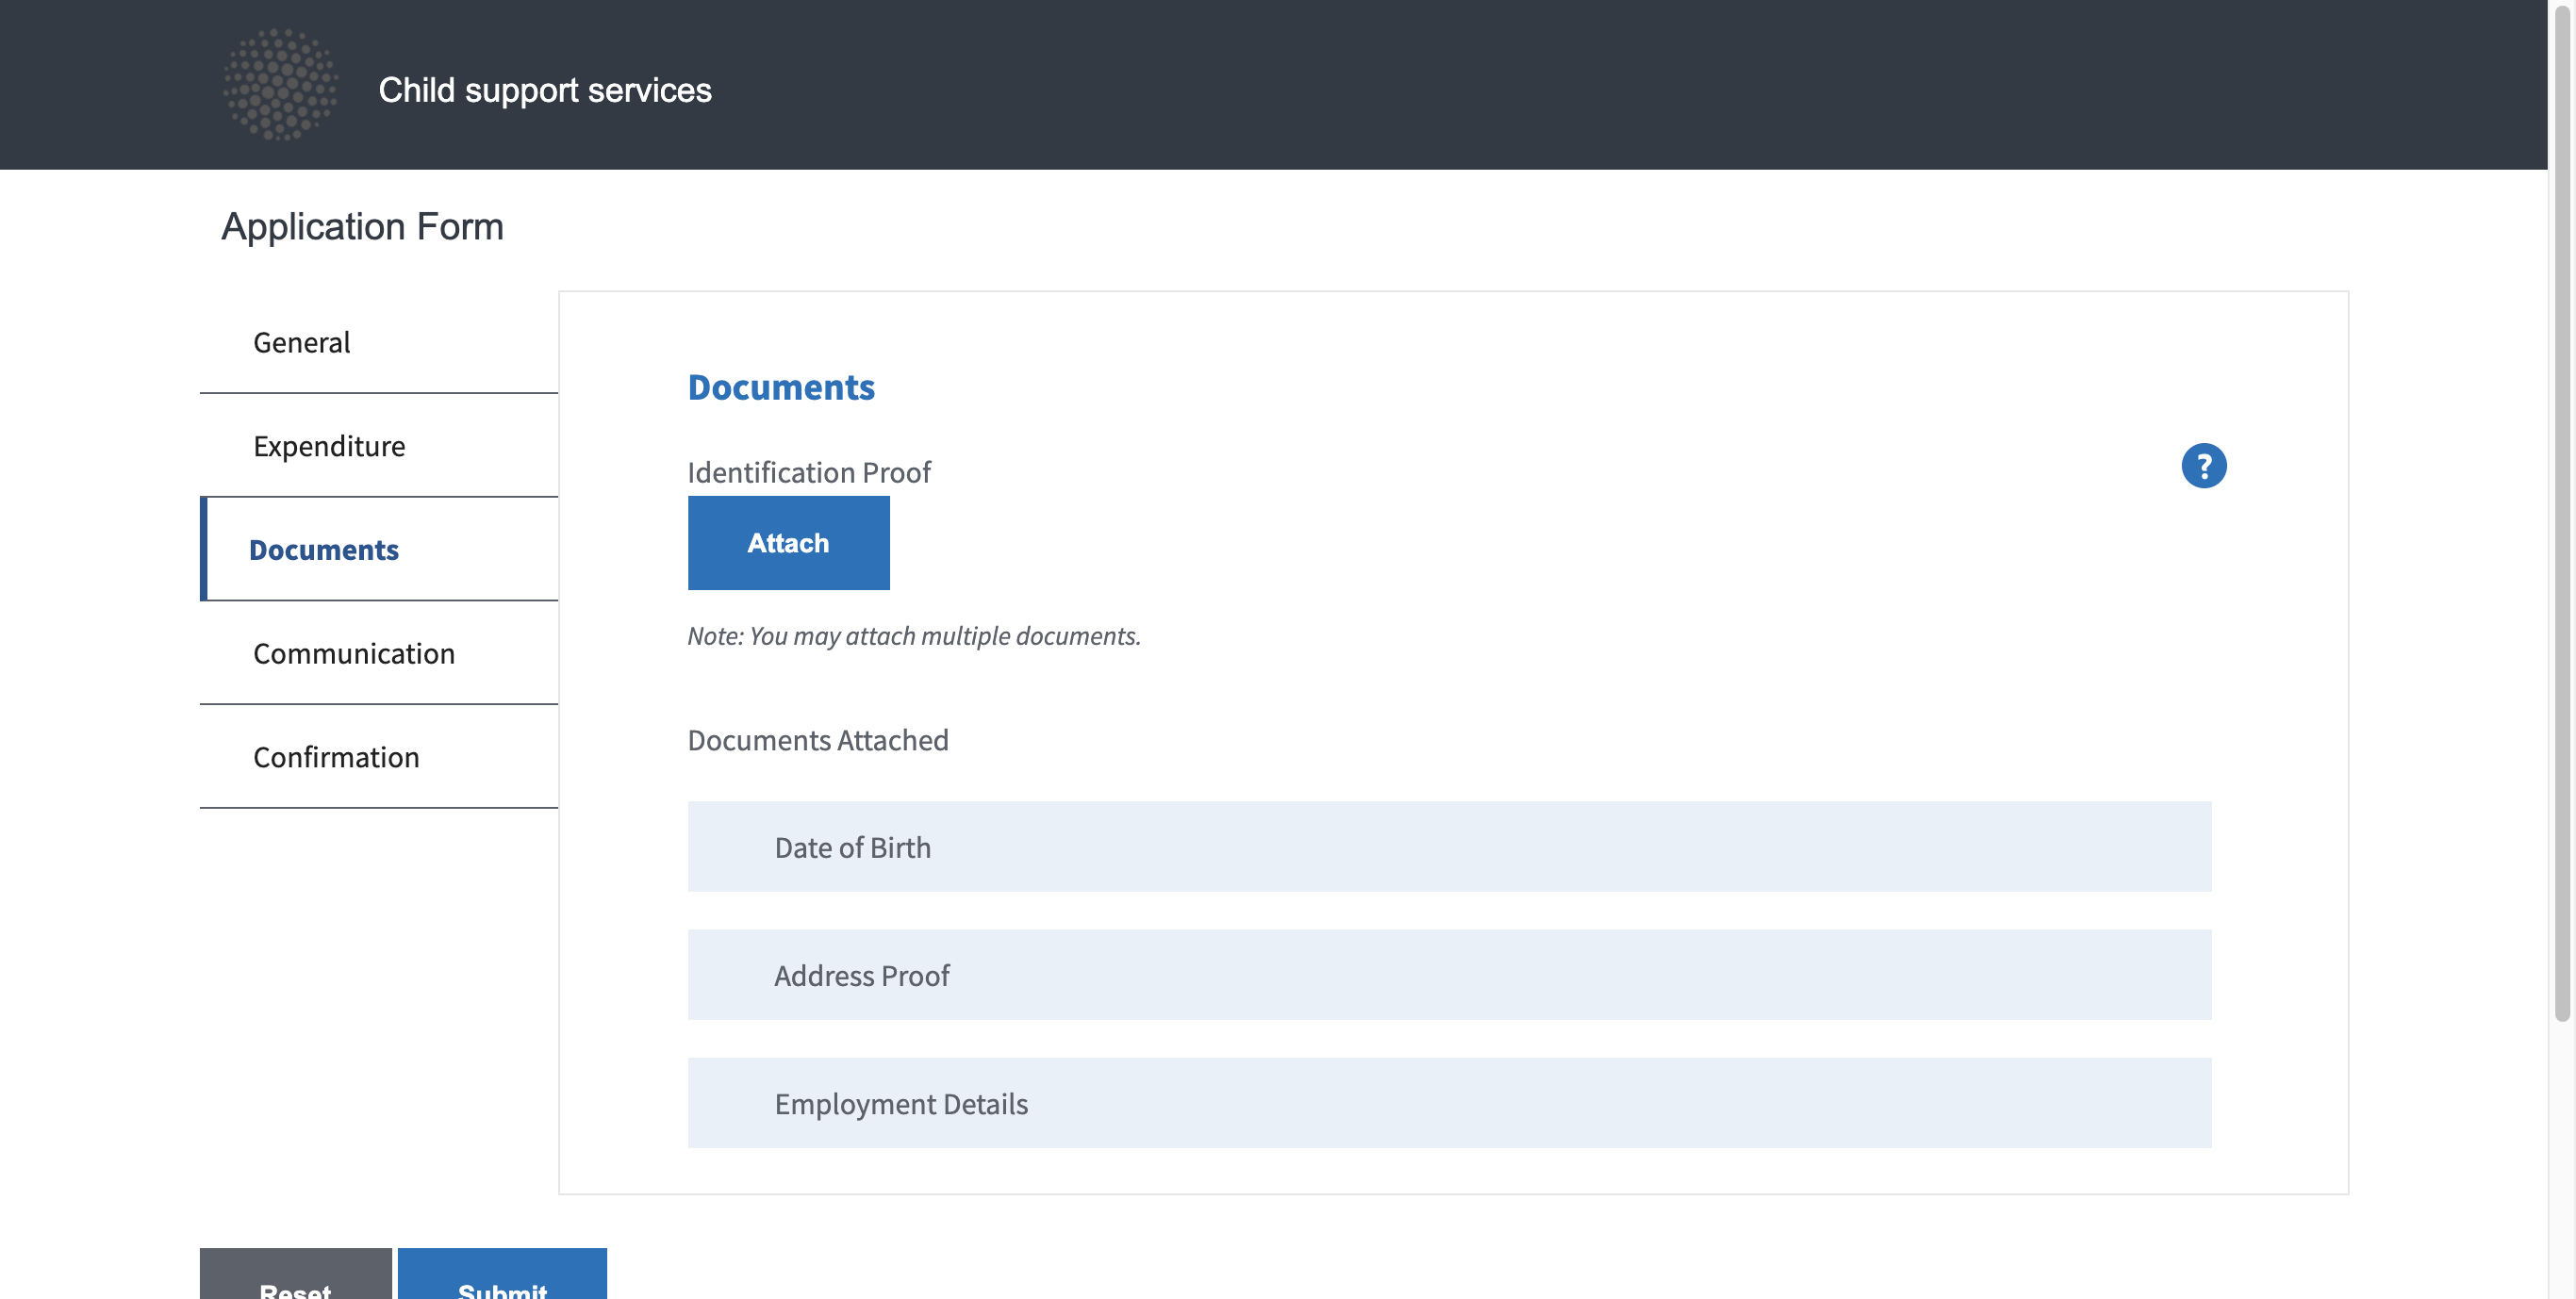 Child support services
Application Form
General
Expenditure
Documents
Communication
Confirmation
Documents
Identification Proof
?
Attach
Note: You may attach multiple documents.
Documents Attached
Date of Birth
Address Proof
Employment Details
Reset
Submit